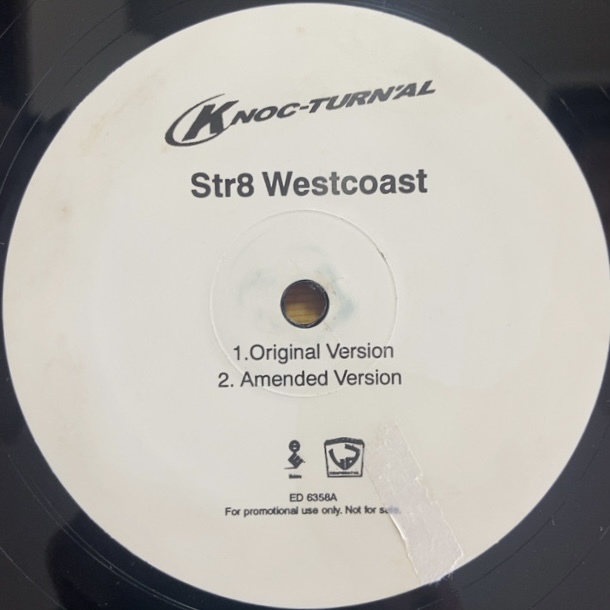 KNOC-TURN'AL
Str8 Westcoast
1.Original Version
2. Amended Version
ED 6358A
For promotional use only. Not for sale.